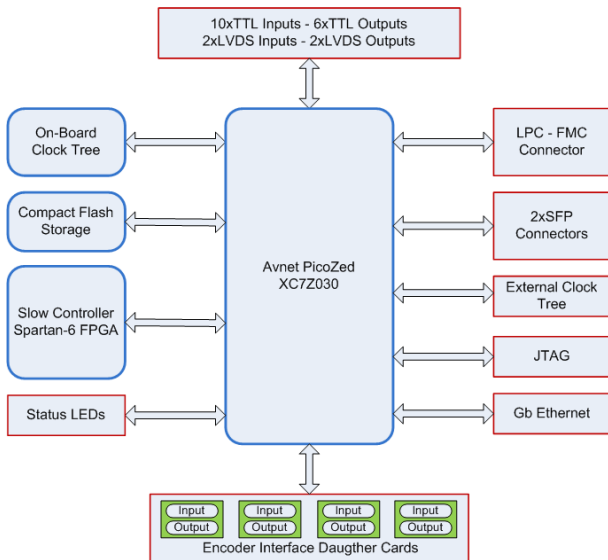 10xTTL Inputs - 6xTTL Outputs
2xLVDS Inputs - 2xLVDS Outputs
On-Board
Clock Tree
Compact Flash
Storage
Slow Controller
Spartan-6 FPGA
Status LEDs
Avnet PicoZed
XC7Z030
LPC - FMC
Connector
2xSFP
Connectors
External Clock
Tree
JTAG
Gb Ethernet
Input
Output
Input
Output
Input
Output
Input
Output
Encoder Interface Daugther Cards